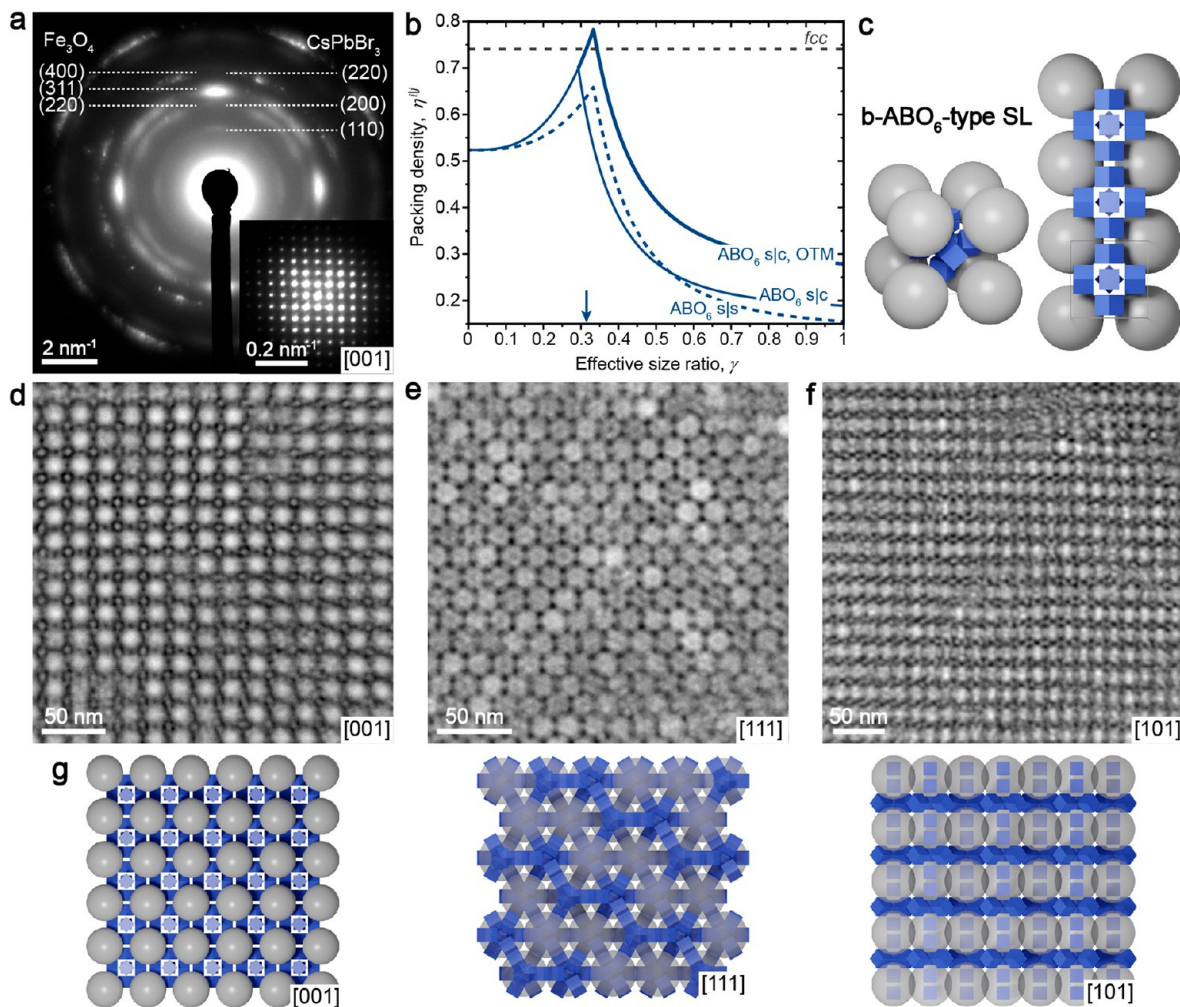 a
Fe₃O₄
CsPbBr₃
(400)
(311)
(220)
(220)
(200)
(110)
2 nm⁻¹
0.2 nm⁻¹
[001]
b
Packing density, η^i|j
0.8
0.7
0.6
0.5
0.4
0.3
0.2
fcc
ABO₆ s|c, OTM
ABO₆ s|c
ABO₆ s|s
0 0.1 0.2 0.3 0.4 0.5 0.6 0.7 0.8 0.9 1
Effective size ratio, γ
c
b-ABO₆-type SL
d
50 nm
[001]
e
50 nm
[111]
f
50 nm
[101]
g
[001]
[111]
[101]